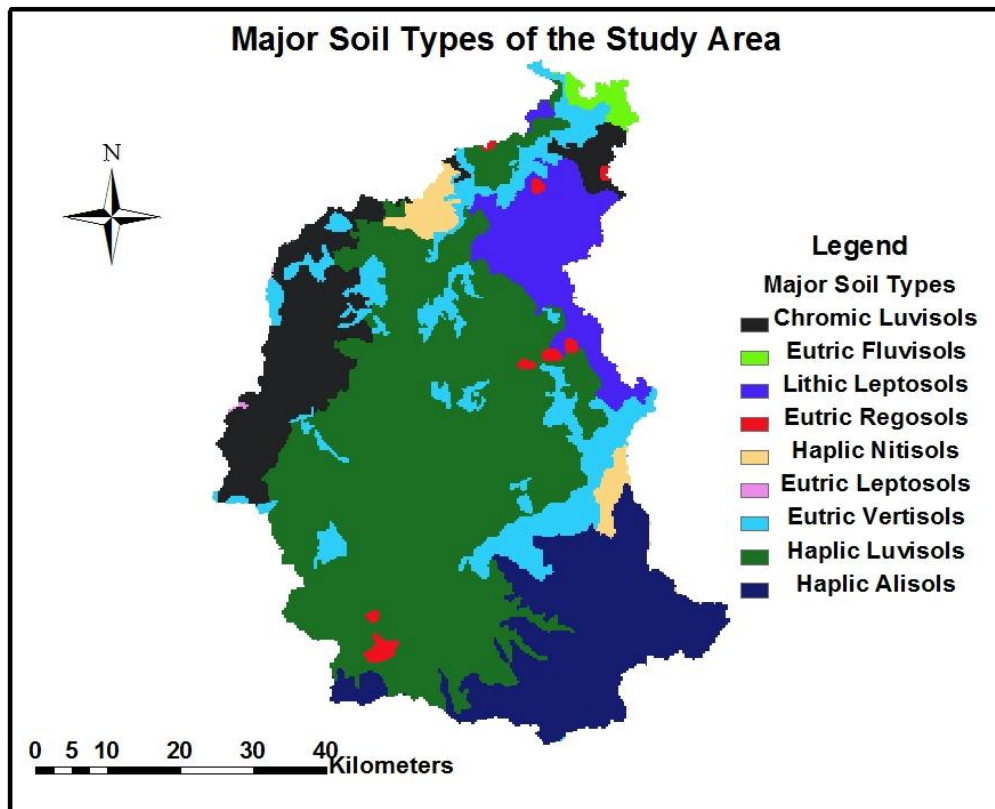 Major Soil Types of the Study Area
N
Legend
Major Soil Types
Chromic Luvisols
Eutric Fluvisols
Lithic Leptosols
Eutric Regosols
Haplic Nitisols
Eutric Leptosols
Eutric Vertisols
Haplic Luvisols
Haplic Alisols
0 5 10 20 30 40
Kilometers